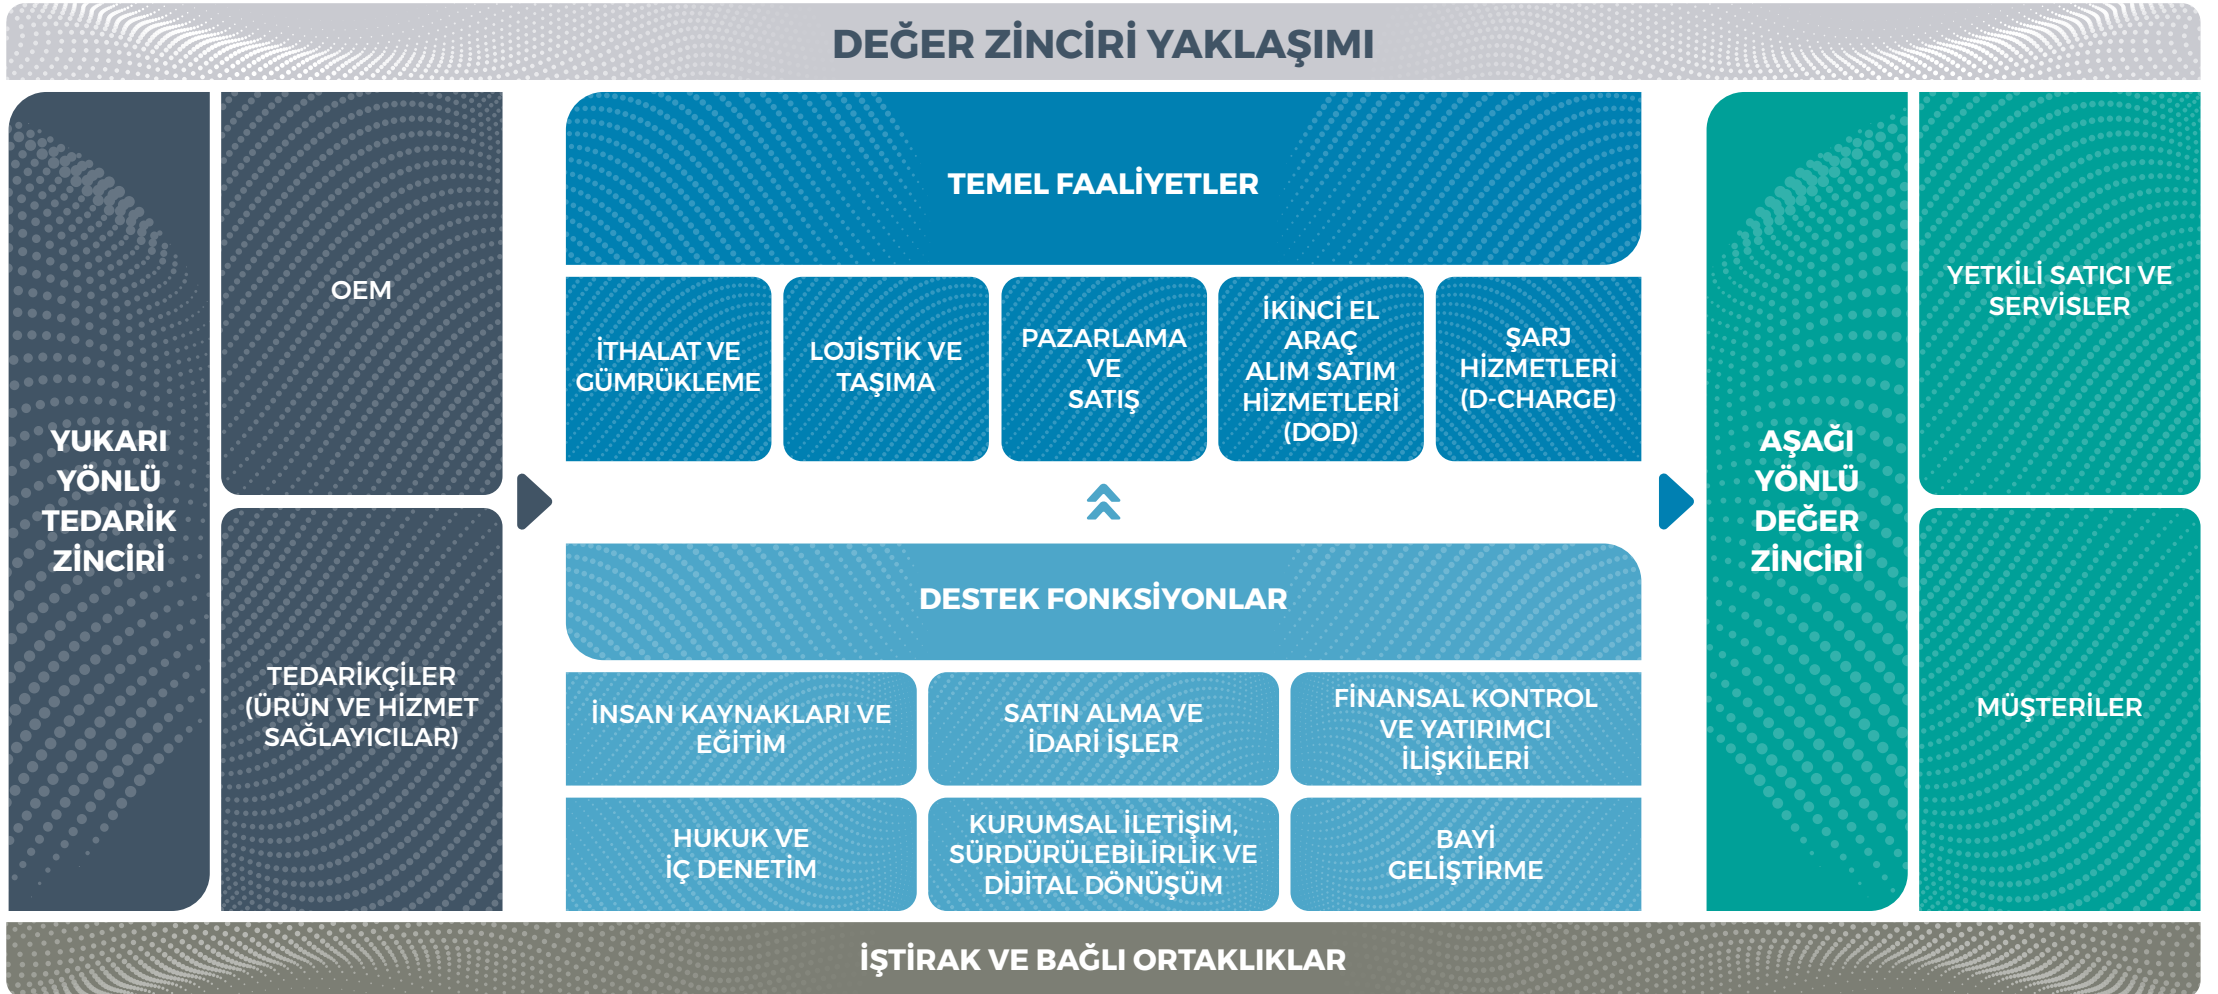 DEĞER ZİNCİRİ YAKLAŞIMI
YUKARI
YÖNLÜ
TEDARİK
ZİNCİRİ
OEM
TEDARİKÇİLER
(ÜRÜN VE HİZMET
SAĞLAYICILAR)
TEMEL FAALİYETLER
İTHALAT VE
GÜMRÜKLEME
LOJİSTİK VE
TAŞIMA
PAZARLAMA
VE
SATIŞ
İKİNCİ EL
ARAÇ
ALIM SATIM
HİZMETLERİ
(DOD)
ŞARJ
HİZMETLERİ
(D-CHARGE)
DESTEK FONKSİYONLAR
İNSAN KAYNAKLARI VE
EĞİTİM
SATIN ALMA VE
İDARİ İŞLER
FİNANSAL KONTROL
VE YATIRIMCI
İLİŞKİLERİ
HUKUK VE
İÇ DENETİM
KURUMSAL İLETİŞİM,
SÜRDÜRÜLEBİLİRLİK VE
DİJİTAL DÖNÜŞÜM
BAYİ
GELİŞTİRME
AŞAĞI
YÖNLÜ
DEĞER
ZİNCİRİ
YETKİLİ SATICI VE
SERVİSLER
MÜŞTERİLER
İŞTİRAK VE BAĞLI ORTAKLIKLAR